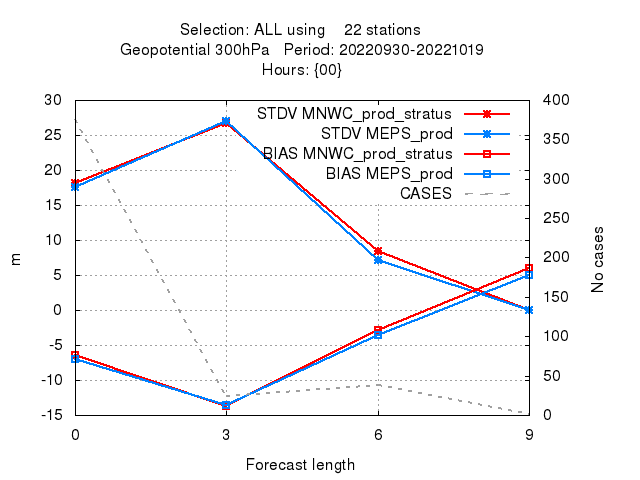 Selection: ALL using    22 stations
Geopotential 300hPa   Period: 20220930-20221019
Hours: {00}
30
25
20
15
10
5
0
-5
-10
-15
m
STDV MNWC_prod_stratus
STDV MEPS_prod
BIAS MNWC_prod_stratus
BIAS MEPS_prod
CASES
400
350
300
250
200
150
100
50
0
No cases
0 3 6 9
Forecast length